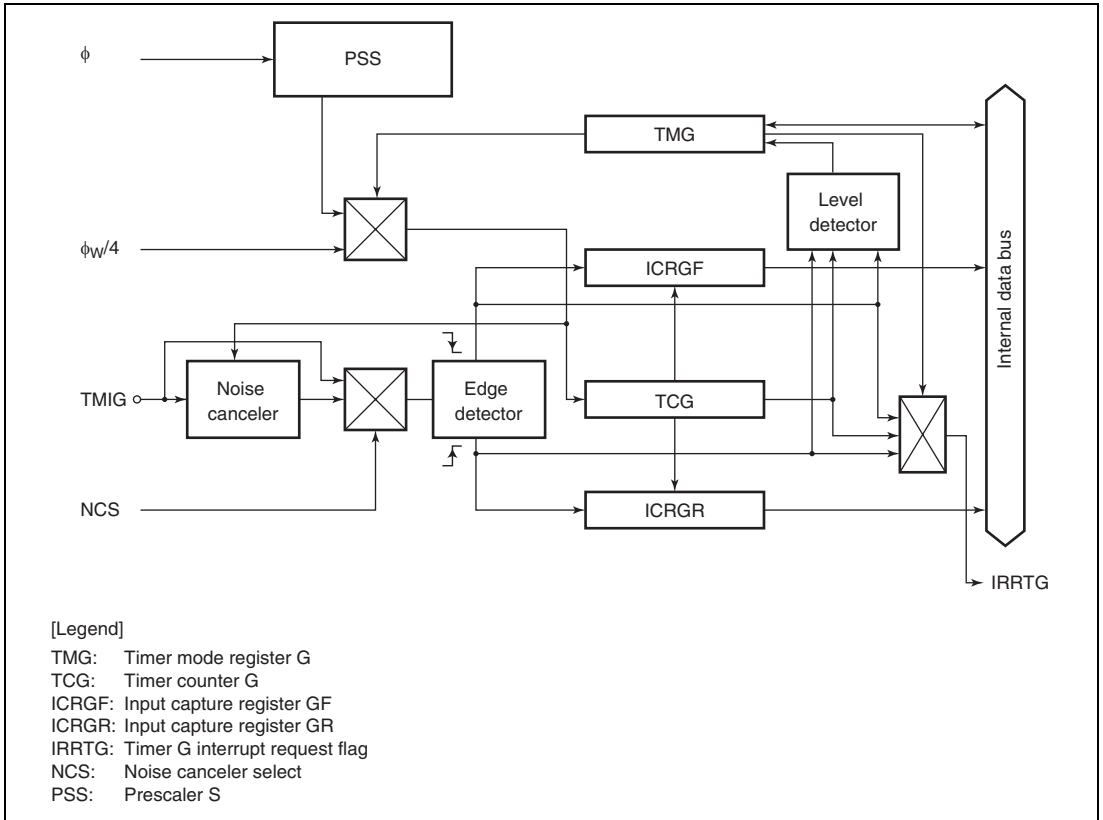 ϕ
PSS
TMG
Level
detector
ϕW/4
ICRGF
Internal data bus
TMIG
Noise
canceler
Edge
detector
TCG
NCS
ICRGR
IRRTG
[Legend]
TMG: Timer mode register G
TCG: Timer counter G
ICRGF: Input capture register GF
ICRGR: Input capture register GR
IRRTG: Timer G interrupt request flag
NCS: Noise canceler select
PSS: Prescaler S